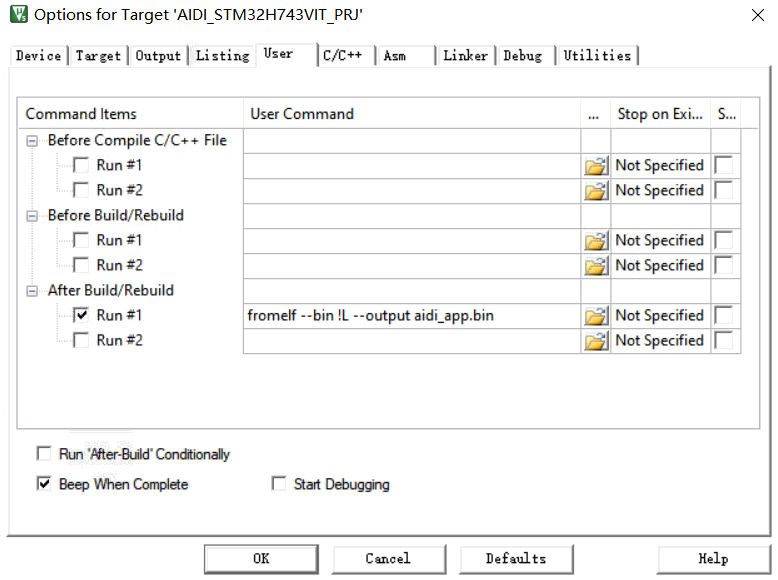 Options for Target 'AIDI_STM32H743VIT_PRJ'
Device Target Output Listing User C/C++ Asm Linker Debug Utilities
Command Items User Command ... Stop on Exi... S...
Before Compile C/C++ File
Run #1 Not Specified
Run #2 Not Specified
Before Build/Rebuild
Run #1 Not Specified
Run #2 Not Specified
After Build/Rebuild
Run #1 fromelf --bin !L --output aidi_app.bin Not Specified
Run #2 Not Specified
Run 'After-Build' Conditionally
Beep When Complete Start Debugging
OK Cancel Defaults Help